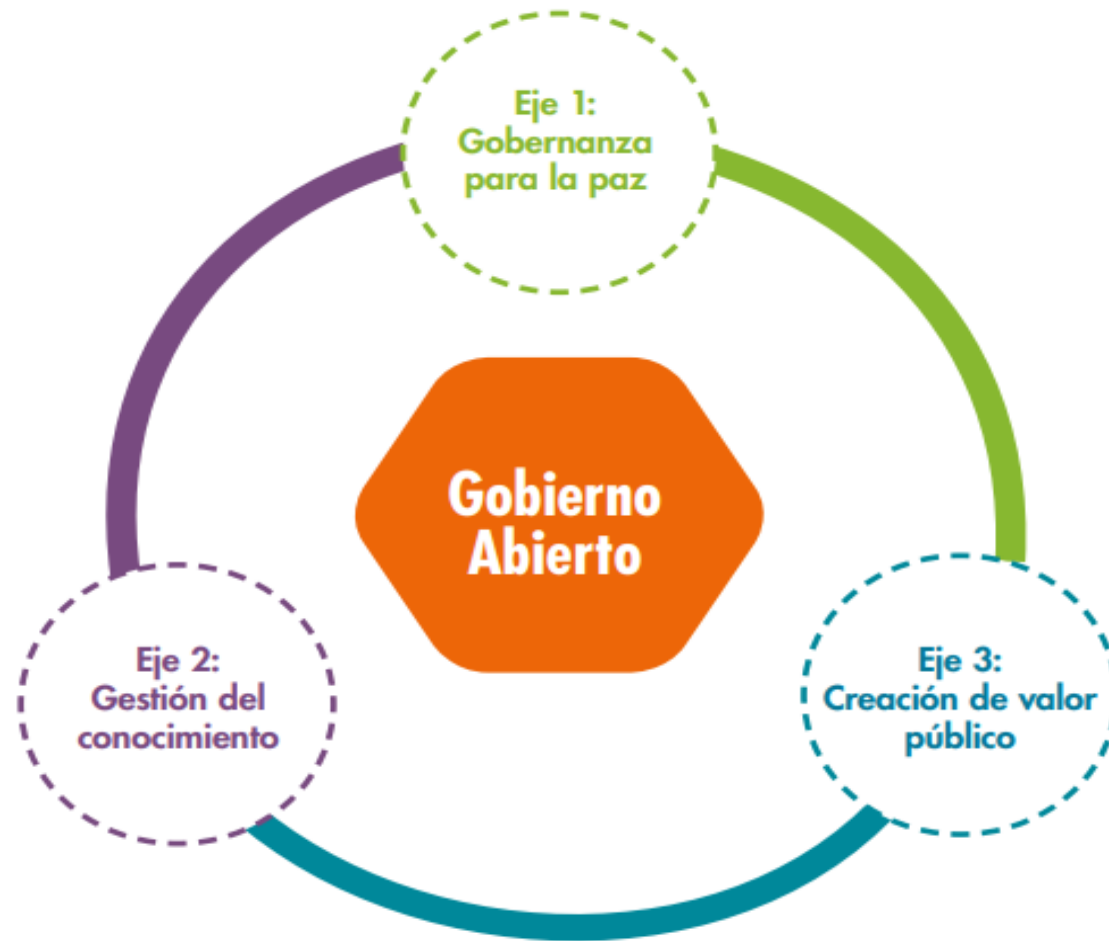 Eje 1:
Gobernanza
para la paz
Gobierno
Abierto
Eje 2:
Gestión del
conocimiento
Eje 3:
Creación de valor
público